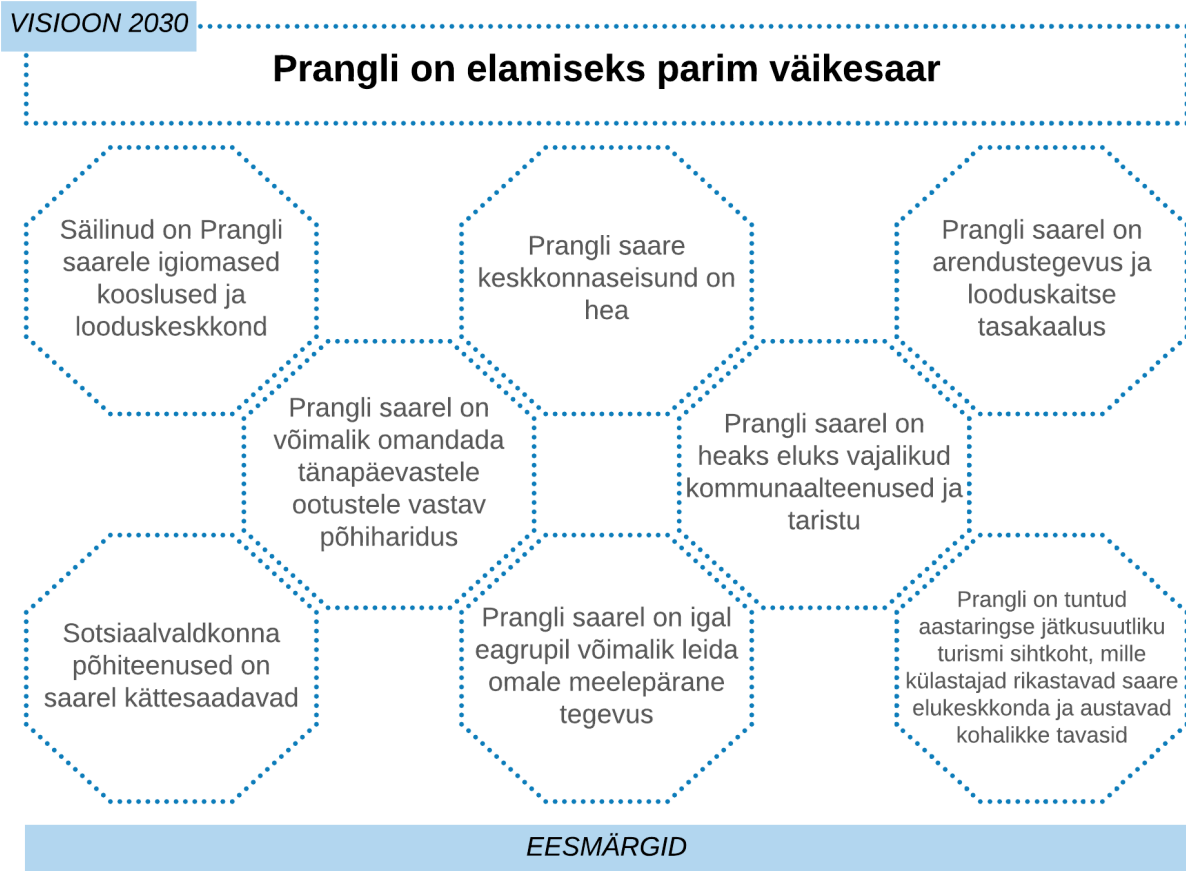 VISIOON 2030
Prangli on elamiseks parim väikesaar
Säilinud on Prangli
saarele igiomased
kooslused ja
looduskeskkond
Prangli saare
keskkonnaseisund on
hea
Prangli saarel on
arendustegevus ja
looduskaitse
tasakaalus
Prangli saarel on
võimalik omandada
tänapäevastele
ootustele vastav
põhiharidus
Prangli saarel on
heaks eluks vajalikud
kommunaalteenused ja
taristu
Sotsiaalvaldkonna
põhiteenused on
saarel kättesaadavad
Prangli saarel on igal
eagrupil võimalik leida
omale meelepärane
tegevus
Prangli on tuntud
aastaringse jätkusuutliku
turismi sihtkoht, mille
külastajad rikastavad saare
elukeskkonda ja austavad
kohalikke tavasid
EESMÄRGID